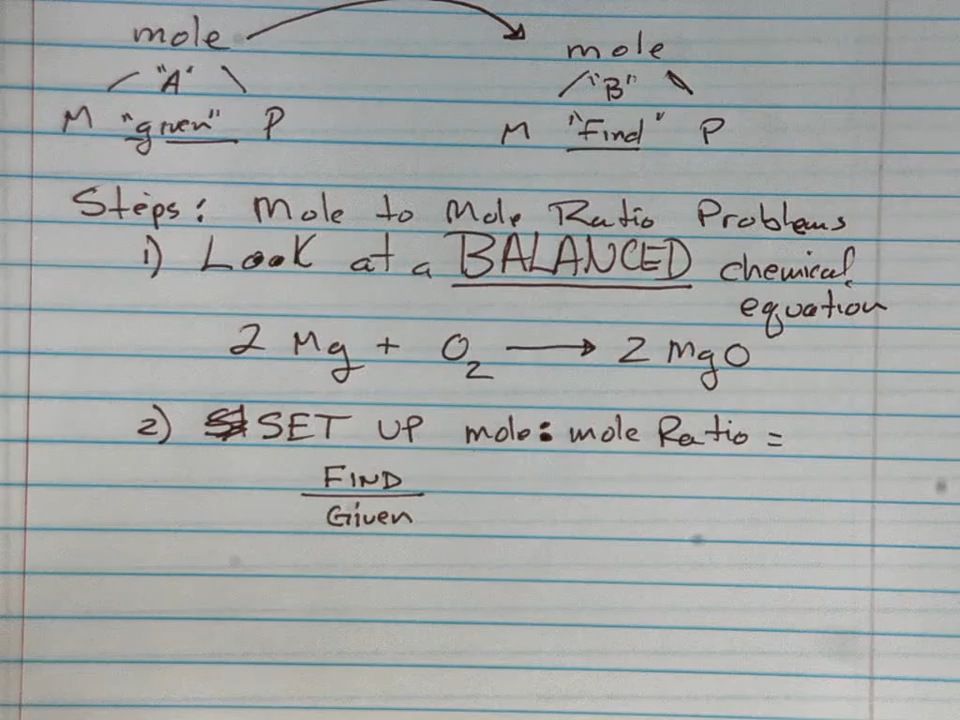 mole mole
"A" "B"
M "given" P M "Find" P
Steps: Mole to Mole Ratio Problems
1) Look at a BALANCED chemical
equation
2 Mg + O2 → 2 MgO
2) SET UP mole:mole Ratio =
FIND
Given